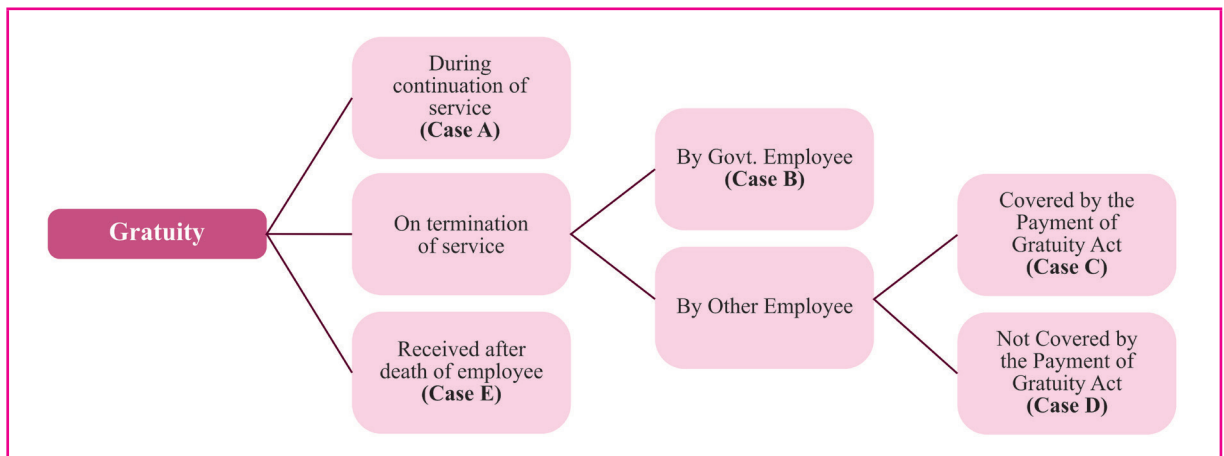 Gratuity
During
continuation of
service
(Case A)
On termination
of service
Received after
death of employee
(Case E)
By Govt. Employee
(Case B)
By Other Employee
Covered by the
Payment of
Gratuity Act
(Case C)
Not Covered by
the Payment of
Gratuity Act
(Case D)